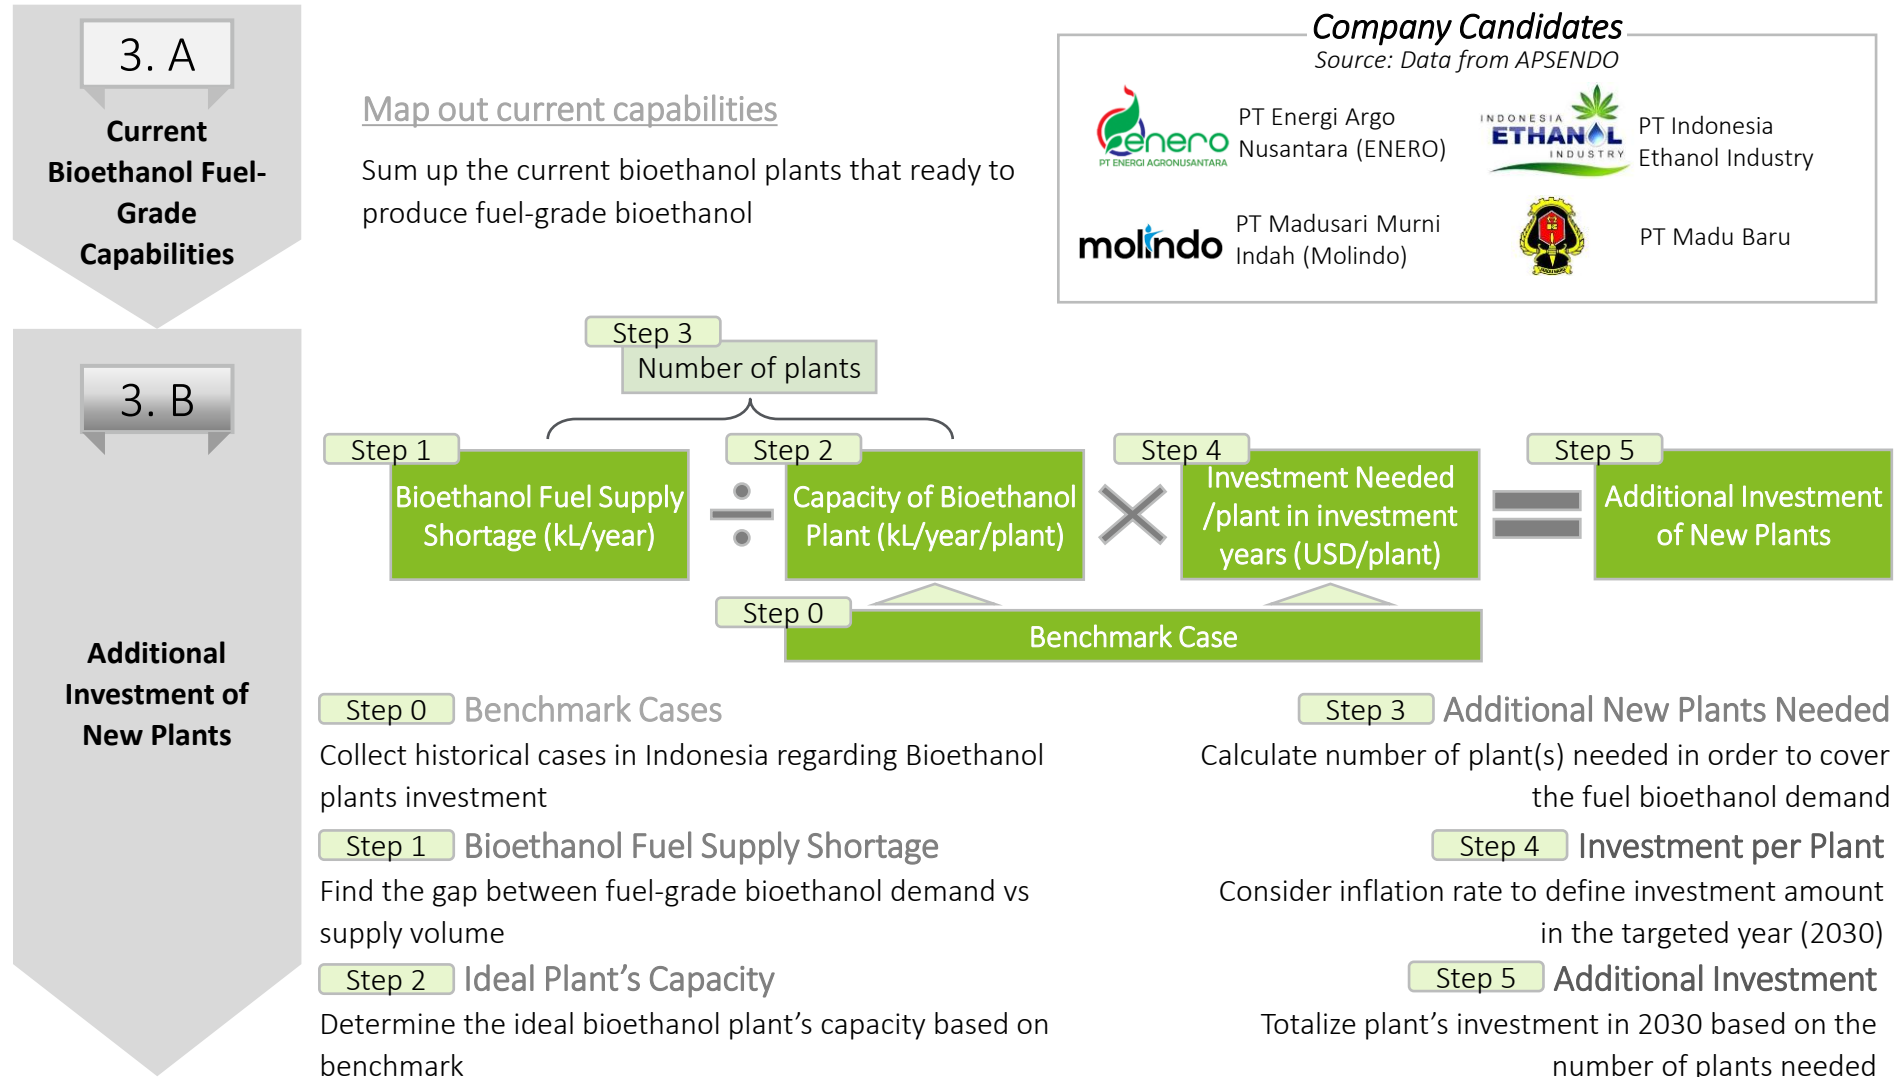 3. A
Current
Bioethanol Fuel-
Grade
Capabilities
Map out current capabilities
Sum up the current bioethanol plants that ready to
produce fuel-grade bioethanol
Company Candidates
Source: Data from APSENDO
enero
PT ENERGI AGRONUSANTARA
PT Energi Argo
Nusantara (ENERO)
INDONESIA
ETHANOL
INDUSTRY
PT Indonesia
Ethanol Industry
molindo
PT Madusari Murni
Indah (Molindo)
PT Madu Baru
3. B
Additional
Investment of
New Plants
Step 3
Number of plants
Step 1
Bioethanol Fuel Supply
Shortage (kL/year)
Step 2
Capacity of Bioethanol
Plant (kL/year/plant)
Step 4
Investment Needed
/plant in investment
years (USD/plant)
Step 5
Additional Investment
of New Plants
Step 0
Benchmark Case
Step 0 Benchmark Cases
Collect historical cases in Indonesia regarding Bioethanol
plants investment
Step 1 Bioethanol Fuel Supply Shortage
Find the gap between fuel-grade bioethanol demand vs
supply volume
Step 2 Ideal Plant’s Capacity
Determine the ideal bioethanol plant’s capacity based on
benchmark
Step 3 Additional New Plants Needed
Calculate number of plant(s) needed in order to cover
the fuel bioethanol demand
Step 4 Investment per Plant
Consider inflation rate to define investment amount
in the targeted year (2030)
Step 5 Additional Investment
Totalize plant’s investment in 2030 based on the
number of plants needed